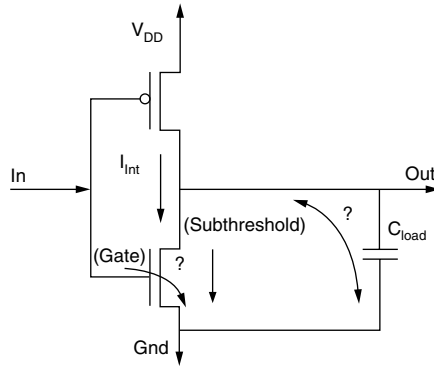 V_DD
In
I_Int
Out
(Subthreshold)
?
C_load
(Gate)
?
Gnd